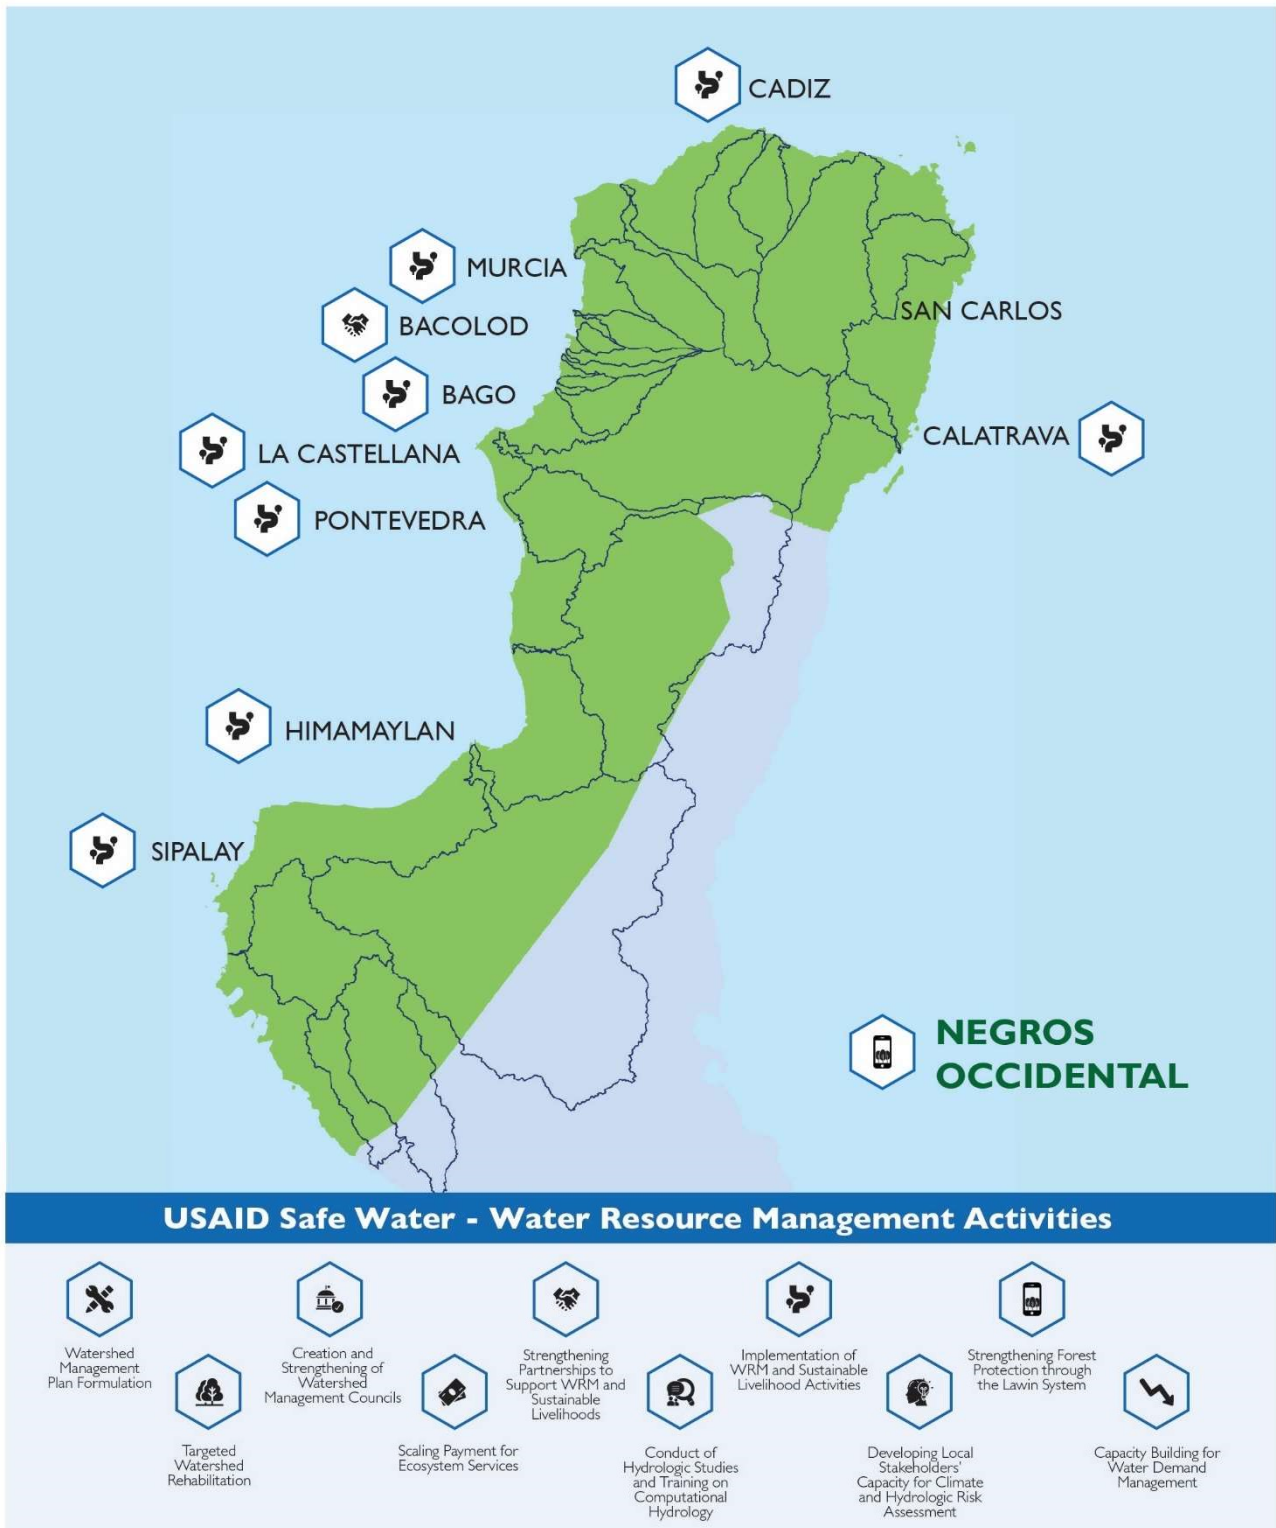 CADIZ
MURCIA
BACOLOD
BAGO
SAN CARLOS
LA CASTELLANA
CALATRAVA
PONTEVEDRA
HIMAMAYLAN
SIPALAY
NEGROS
OCCIDENTAL
USAID Safe Water - Water Resource Management Activities
Watershed
Management
Plan Formulation
Creation and
Strengthening of
Watershed
Management Councils
Strengthening
Partnerships to
Support WRM and
Sustainable
Livelihoods
Implementation of
WRM and Sustainable
Livelihood Activities
Strengthening Forest
Protection through
the Lawin System
Targeted
Watershed
Rehabilitation
Scaling Payment for
Ecosystem Services
Conduct of
Hydrologic Studies
and Training on
Computational
Hydrology
Developing Local
Stakeholders'
Capacity for Climate
and Hydrologic Risk
Assessment
Capacity Building for
Water Demand
Management